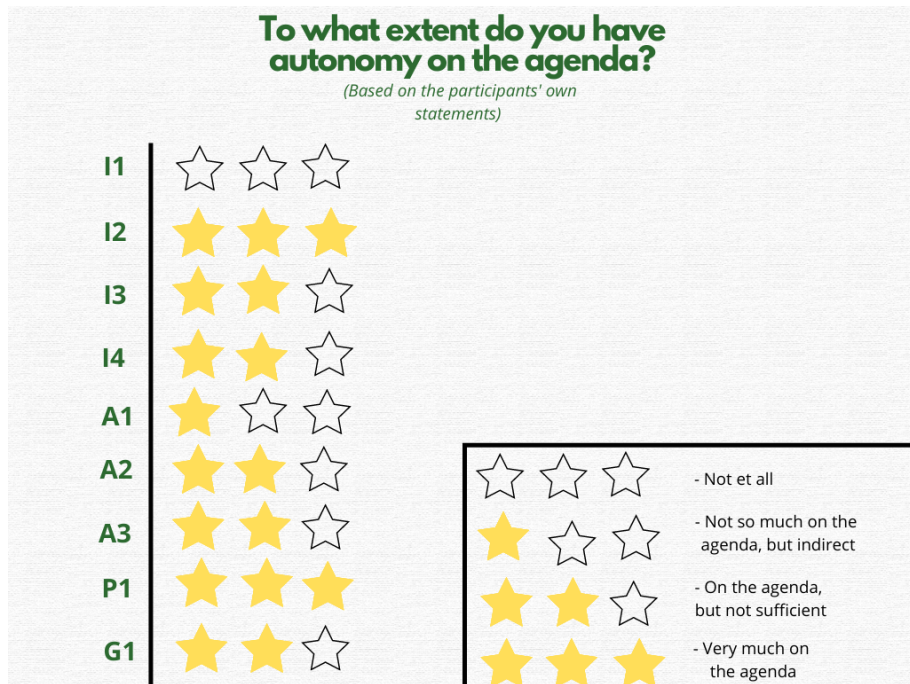 To what extent do you have
autonomy on the agenda?
(Based on the participants' own
statements)
I1
I2
I3
I4
A1
A2
A3
P1
G1
- Not et all
- Not so much on the
agenda, but indirect
- On the agenda,
but not sufficient
- Very much on
the agenda